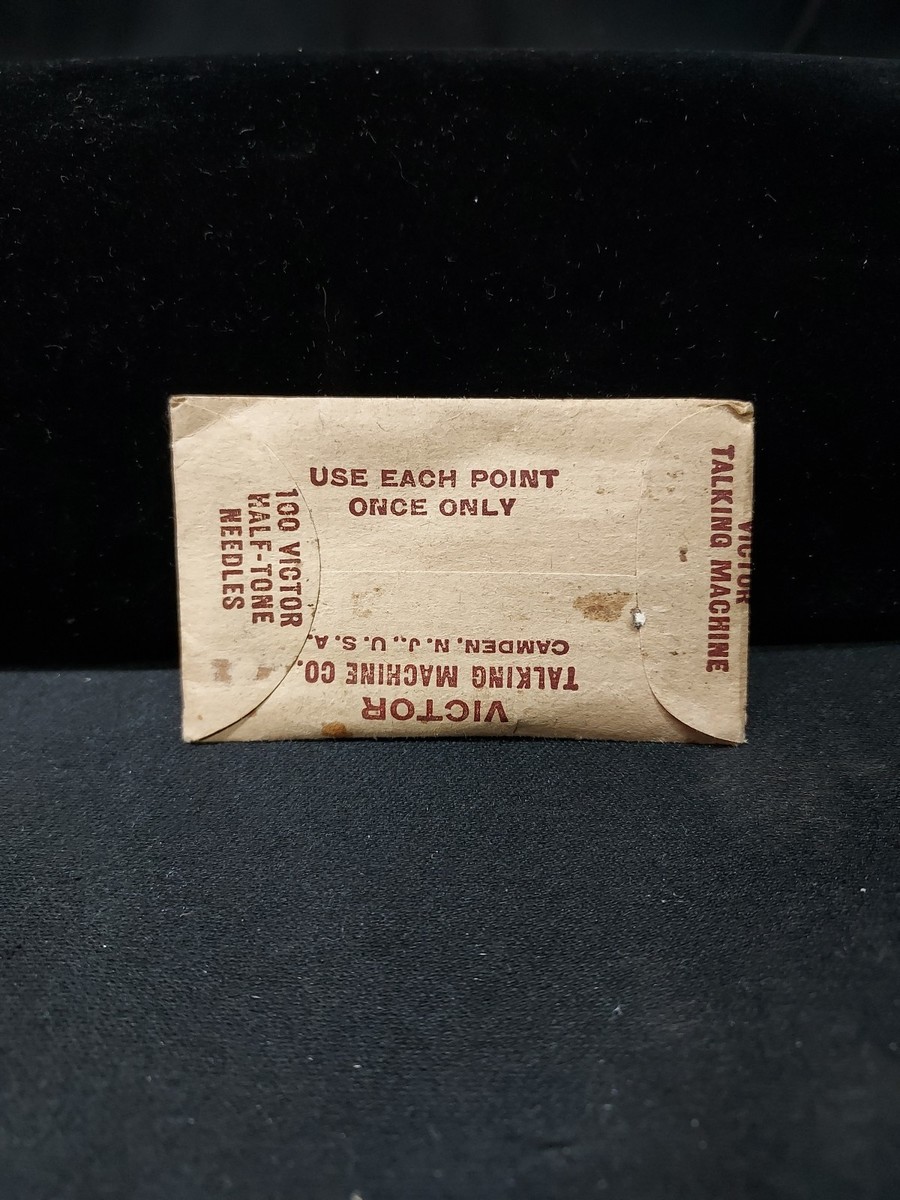 USE EACH POINT
ONCE ONLY
100 VICTOR
HALF-TONE
NEEDLES
VICTOR
TALKING MACHINE
VICTOR
TALKING MACHINE CO.
CAMDEN, N.J., U.S.A.